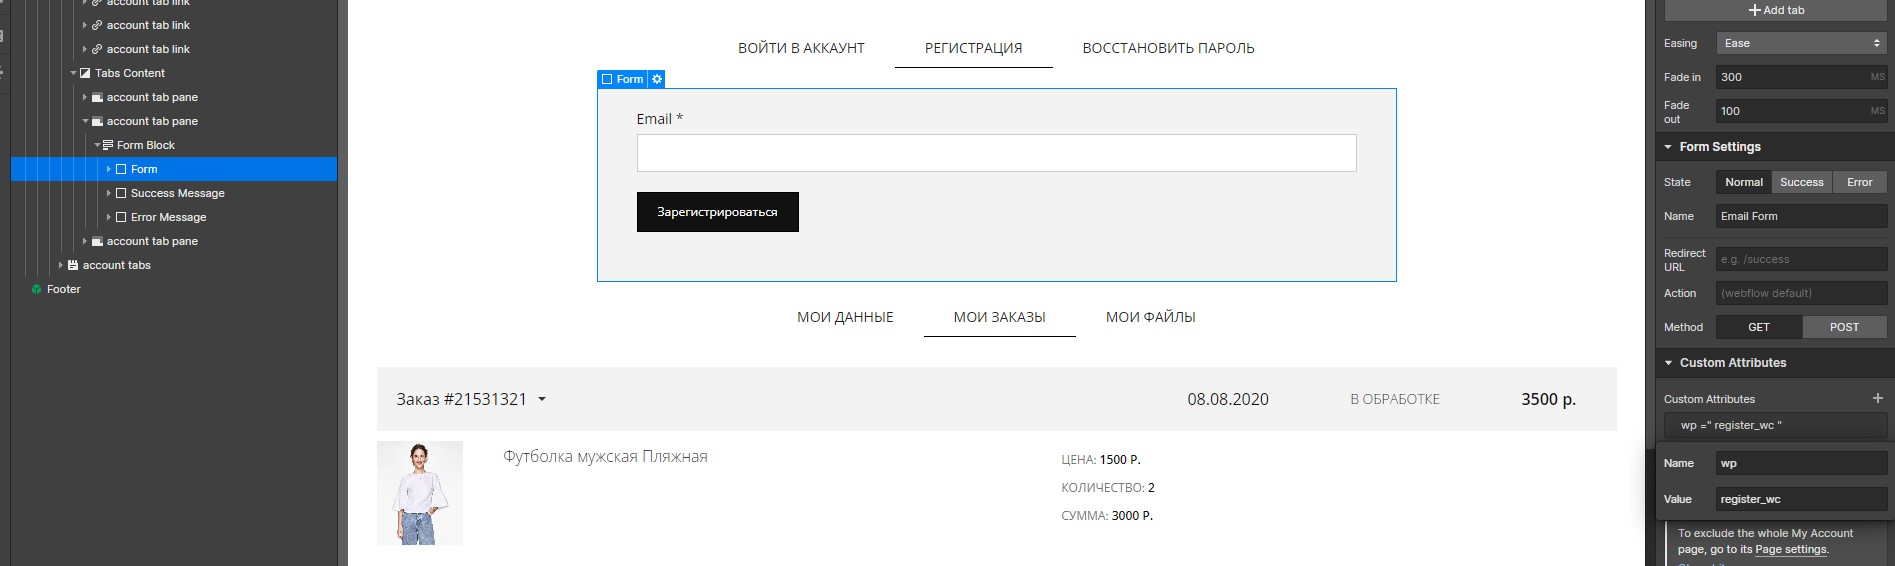 account tab link
account tab link
account tab link
Tabs Content
account tab pane
account tab pane
Form Block
Form
Success Message
Error Message
account tab pane
account tabs
Footer
ВОЙТИ В АККАУНТ РЕГИСТРАЦИЯ ВОССТАНОВИТЬ ПАРОЛЬ
Form
Email *
Зарегистрироваться
МОИ ДАННЫЕ МОИ ЗАКАЗЫ МОИ ФАЙЛЫ
Заказ #21531321 08.08.2020 В ОБРАБОТКЕ 3500 р.
Футболка мужская Пляжная
ЦЕНА: 1500 Р.
КОЛИЧЕСТВО: 2
СУММА: 3000 Р.
Add tab
Easing Ease
Fade in 300 MS
Fade out 100 MS
Form Settings
State Normal Success Error
Name Email Form
Redirect URL e.g. /success
Action (webflow default)
Method GET POST
Custom Attributes
Custom Attributes
wp =" register_wc "
Name wp
Value register_wc
To exclude the whole My Account
page, go to its Page settings.